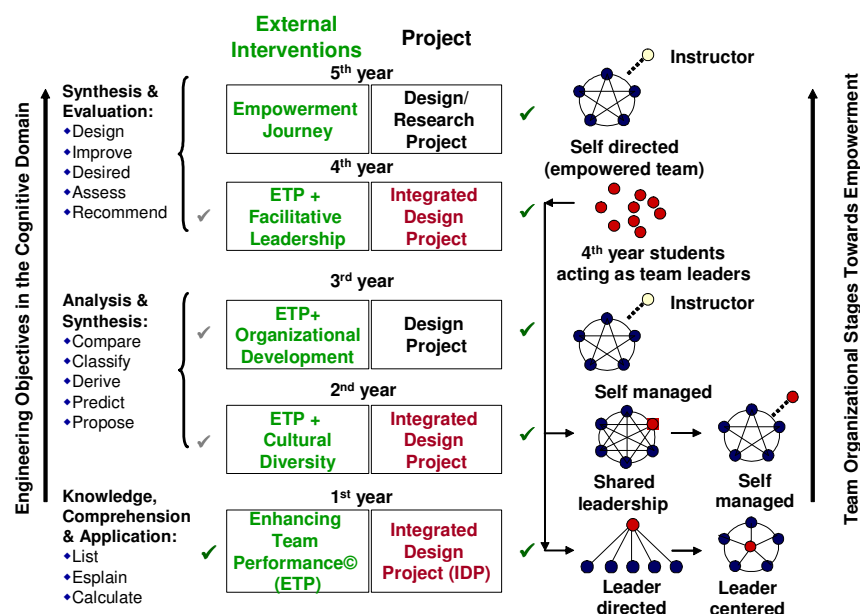 Engineering Objectives in the Cognitive Domain
Synthesis &
Evaluation:
Design
Improve
Desired
Assess
Recommend
Analysis &
Synthesis:
Compare
Classify
Derive
Predict
Propose
Knowledge,
Comprehension
& Application:
List
Esplain
Calculate
External
Interventions
Project
5th year
Empowerment
Journey
Design/
Research
Project
4th year
ETP +
Facilitative
Leadership
Integrated
Design
Project
3rd year
ETP+
Organizational
Development
Design
Project
2nd year
ETP +
Cultural
Diversity
Integrated
Design
Project
1st year
Enhancing
Team
Performance©
(ETP)
Integrated
Design
Project (IDP)
Instructor
Self directed
(empowered team)
4th year students
acting as team leaders
Instructor
Self managed
Shared
leadership
Self
managed
Leader
directed
Leader
centered
Team Organizational Stages Towards Empowerment